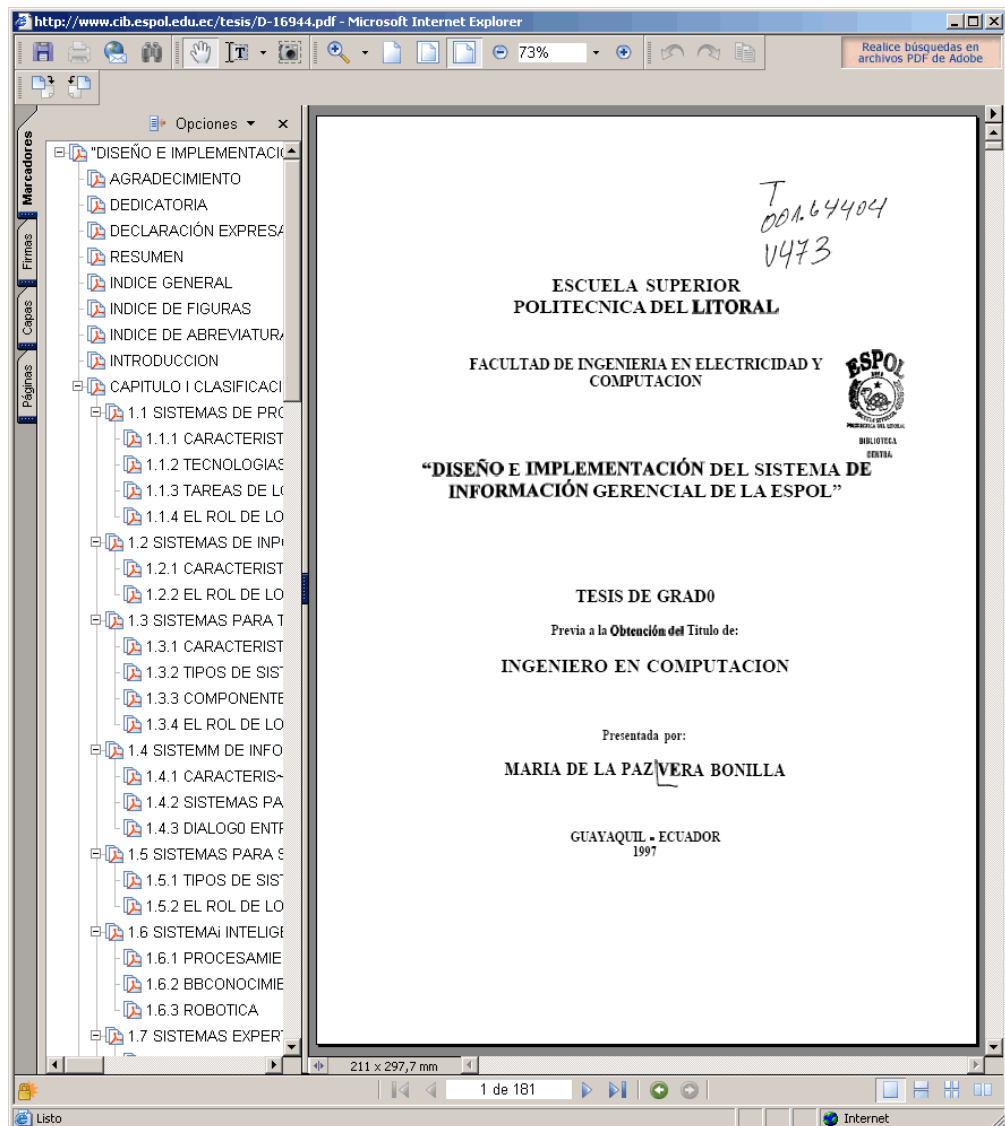 http://www.cib.espol.edu.ec/tesis/D-16944.pdf - Microsoft Internet Explorer
73%
Realice búsquedas en
archivos PDF de Adobe
Marcadores
Firmas
Capas
Páginas
Opciones
"DISEÑO E IMPLEMENTACI
AGRADECIMIENTO
DEDICATORIA
DECLARACIÓN EXPRESA
RESUMEN
INDICE GENERAL
INDICE DE FIGURAS
INDICE DE ABREVIATURA
INTRODUCCION
CAPITULO I CLASIFICACI
1.1 SISTEMAS DE PRO
1.1.1 CARACTERIST
1.1.2 TECNOLOGIAS
1.1.3 TAREAS DE LO
1.1.4 EL ROL DE LO
1.2 SISTEMAS DE INP
1.2.1 CARACTERIST
1.2.2 EL ROL DE LO
1.3 SISTEMAS PARA T
1.3.1 CARACTERIST
1.3.2 TIPOS DE SIS
1.3.3 COMPONENTE
1.3.4 EL ROL DE LO
1.4 SISTEMM DE INFO
1.4.1 CARACTERIS~
1.4.2 SISTEMAS PA
1.4.3 DIALOG0 ENTR
1.5 SISTEMAS PARA S
1.5.1 TIPOS DE SIS
1.5.2 EL ROL DE LO
1.6 SISTEMAi INTELIGE
1.6.1 PROCESAMIE
1.6.2 BBCONOCIMIE
1.6.3 ROBOTICA
1.7 SISTEMAS EXPER
T
001.64404
V473
ESCUELA SUPERIOR
POLITECNICA DEL LITORAL
FACULTAD DE INGENIERIA EN ELECTRICIDAD Y
COMPUTACION
ESPOL
POLITECNICA DEL LITORAL
BIBLIOTECA
CENTRAL
“DISEÑO E IMPLEMENTACIÓN DEL SISTEMA DE
INFORMACIÓN GERENCIAL DE LA ESPOL”
TESIS DE GRAD0
Previa a la Obtención del Titulo de:
INGENIERO EN COMPUTACION
Presentada por:
MARIA DE LA PAZ VERA BONILLA
GUAYAQUIL - ECUADOR
1997
211 x 297,7 mm
1 de 181
Listo
Internet